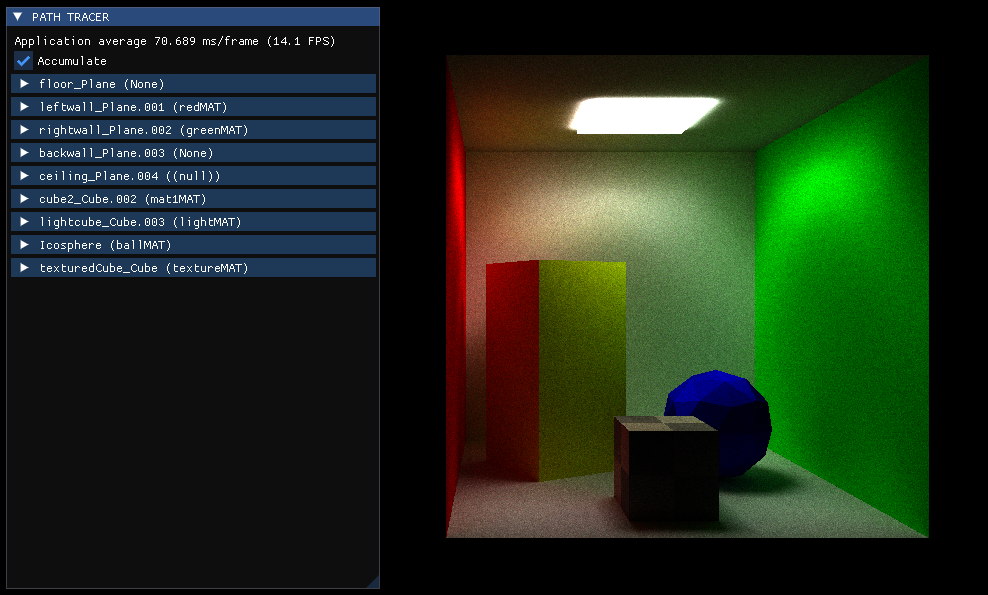 PATH TRACER
Application average 70.689 ms/frame (14.1 FPS)
Accumulate
floor_Plane (None)
leftwall_Plane.001 (redMAT)
rightwall_Plane.002 (greenMAT)
backwall_Plane.003 (None)
ceiling_Plane.004 ((null))
cube2_Cube.002 (mat1MAT)
lightcube_Cube.003 (lightMAT)
Icosphere (ballMAT)
texturedCube_Cube (textureMAT)